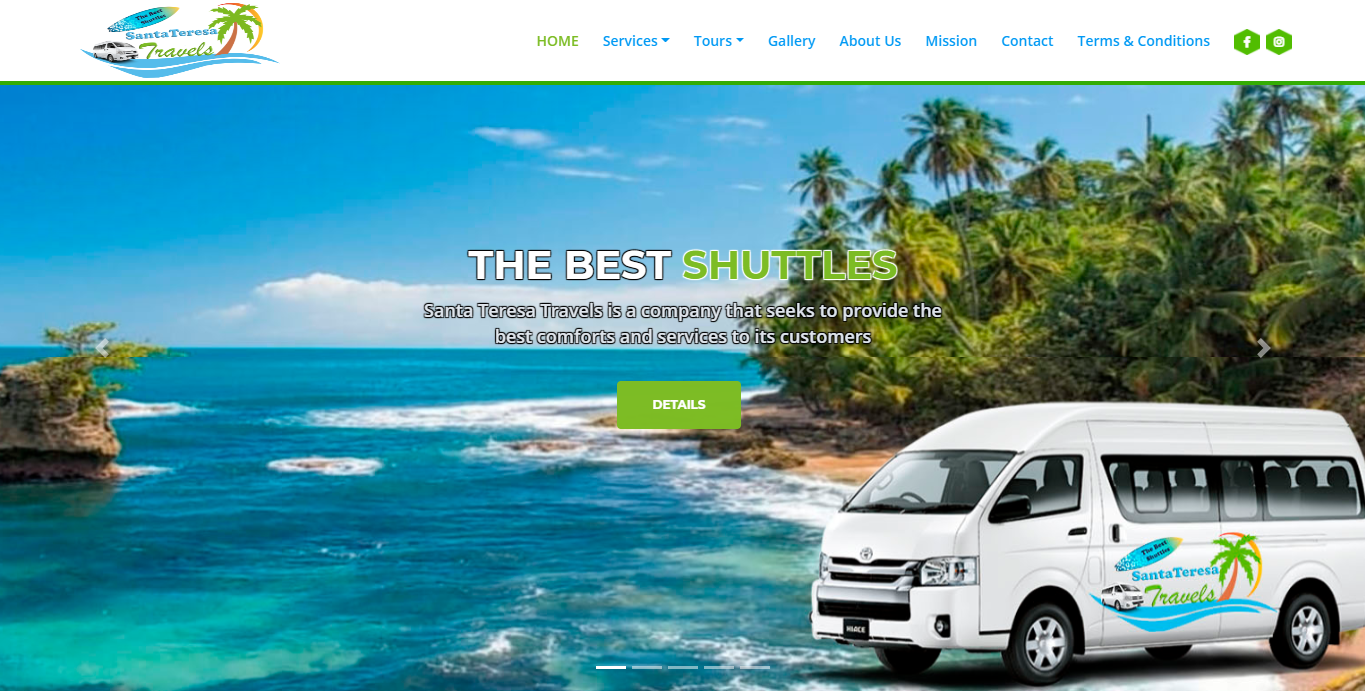 The Best
Shuttles
SantaTeresa
Travels
HOME Services Tours Gallery About Us Mission Contact Terms & Conditions
THE BEST SHUTTLES
Santa Teresa Travels is a company that seeks to provide the
best comforts and services to its customers
DETAILS
The Best
Shuttles
SantaTeresa
Travels
HIACE